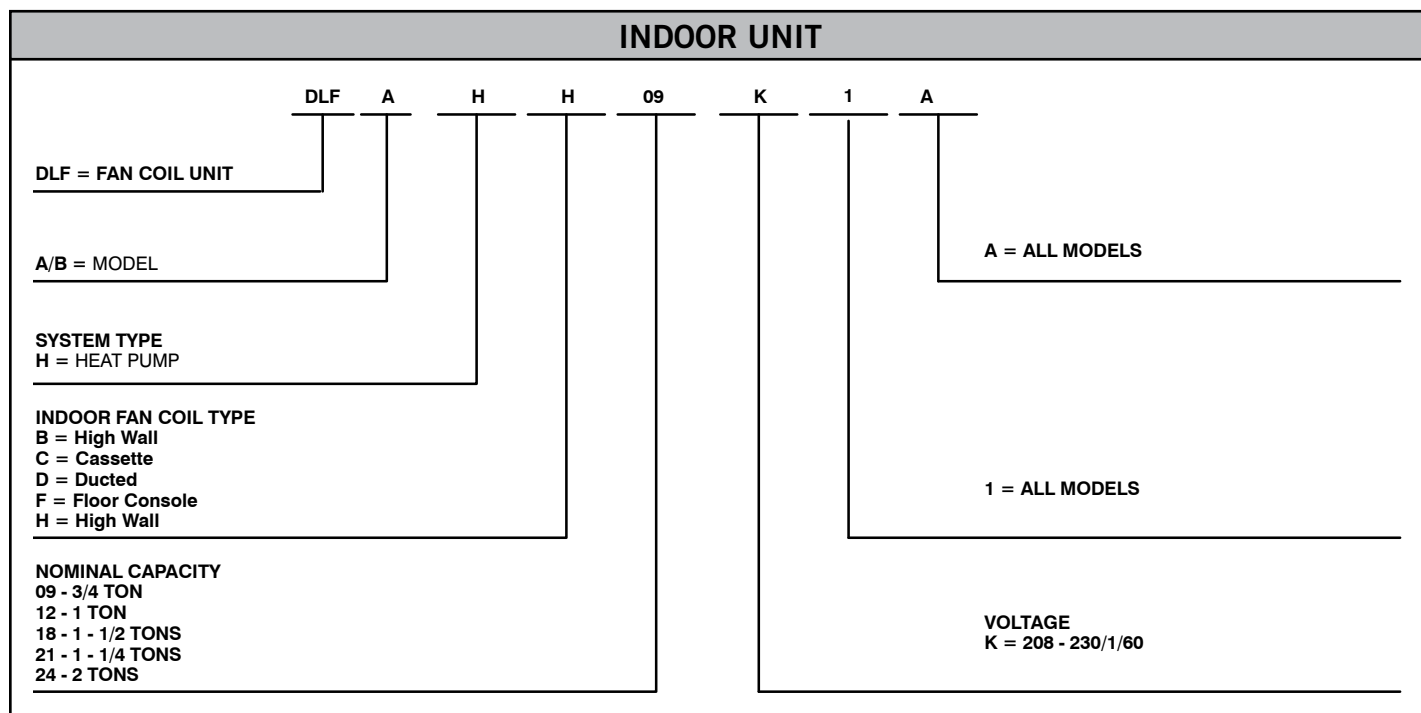 INDOOR UNIT
DLF A H H 09 K 1 A
DLF = FAN COIL UNIT
A/B = MODEL
A = ALL MODELS
SYSTEM TYPE
H = HEAT PUMP
INDOOR FAN COIL TYPE
B = High Wall
C = Cassette
D = Ducted
F = Floor Console
H = High Wall
1 = ALL MODELS
NOMINAL CAPACITY
09 - 3/4 TON
12 - 1 TON
18 - 1 - 1/2 TONS
21 - 1 - 1/4 TONS
24 - 2 TONS
VOLTAGE
K = 208 - 230/1/60